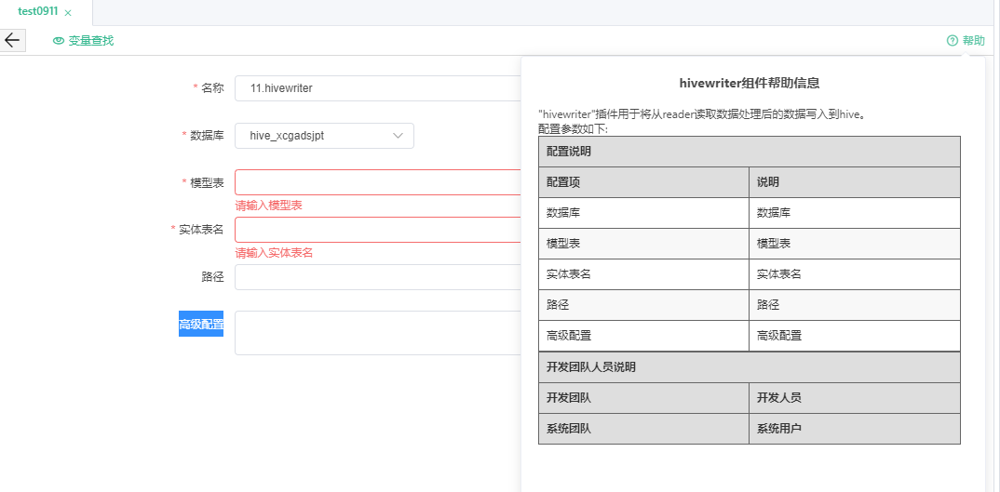 test0911
变量查找
帮助
* 名称 11.hivewriter
* 数据库 hive_xcgadsjpt
* 模型表
请输入模型表
* 实体表名
请输入实体表名
路径
高级配置
hivewriter组件帮助信息
"hivewriter"插件用于将从reader读取数据处理后的数据写入到hive。
配置参数如下:
配置说明
配置项 说明
数据库 数据库
模型表 模型表
实体表名 实体表名
路径 路径
高级配置 高级配置
开发团队人员说明
开发团队 开发人员
系统团队 系统用户